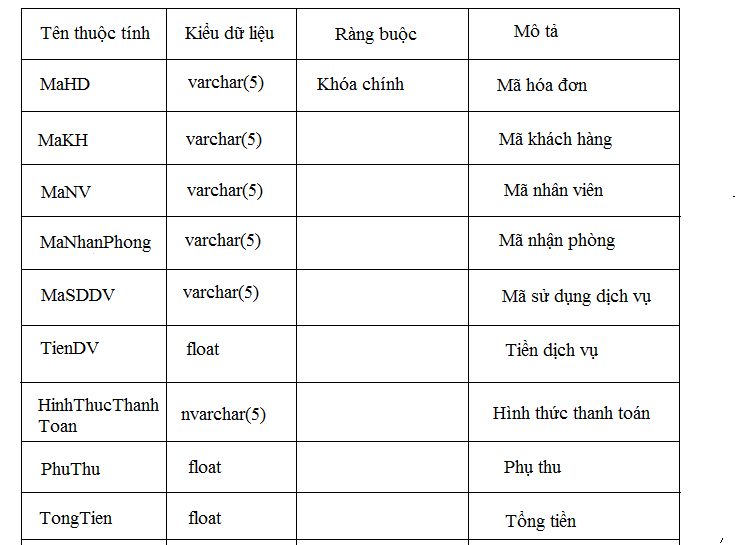 Tên thuộc tính Kiểu dữ liệu Ràng buộc Mô tả
MaHD varchar(5) Khóa chính Mã hóa đơn
MaKH varchar(5) Mã khách hàng
MaNV varchar(5) Mã nhân viên
MaNhanPhong varchar(5) Mã nhận phòng
MaSDDV varchar(5) Mã sử dụng dịch vụ
TienDV float Tiền dịch vụ
HinhThucThanh nvarchar(5) Hình thức thanh toán
Toan
PhuThu float Phụ thu
TongTien float Tổng tiền